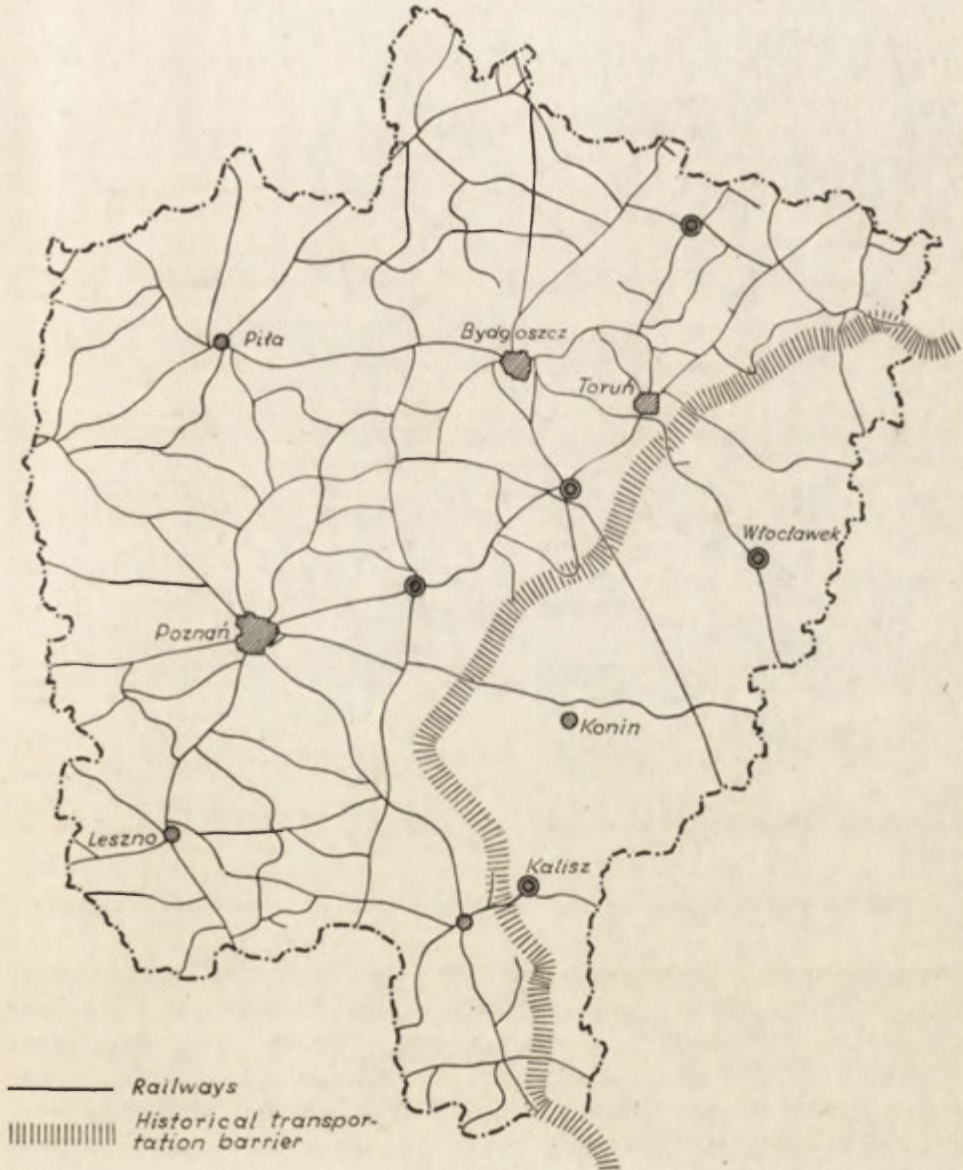 Piła
Bydgoszcz
Toruń
Włocławek
Poznań
Konin
Leszno
Kalisz
Railways
Historical transpor-
tation barrier